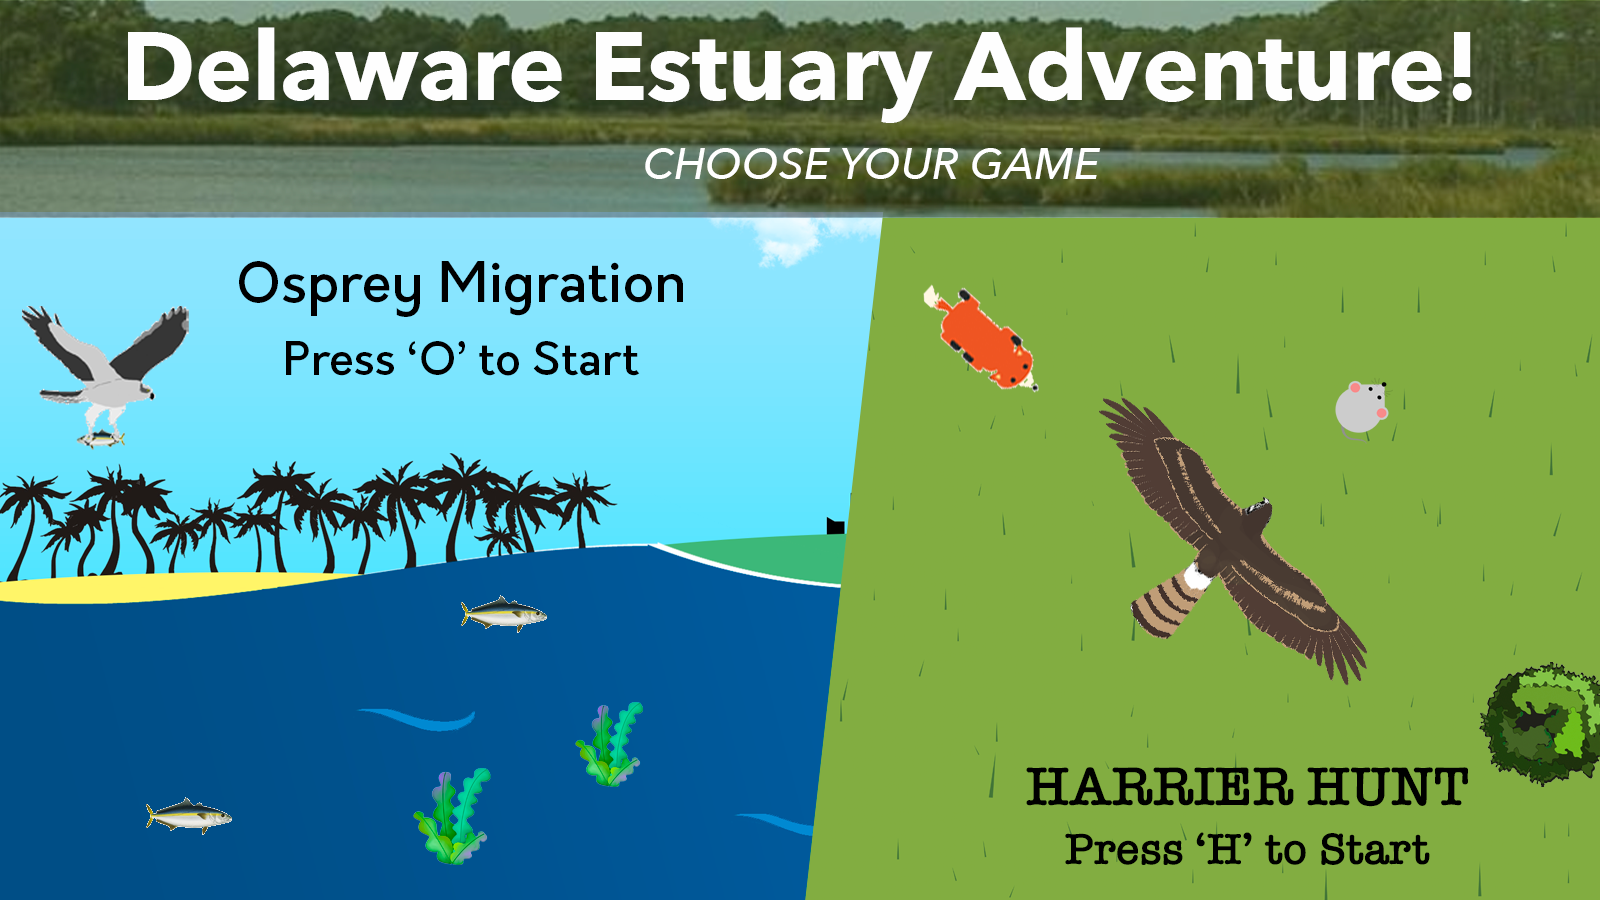 Delaware Estuary Adventure!
CHOOSE YOUR GAME
Osprey Migration
Press ‘O’ to Start
HARRIER HUNT
Press ‘H’ to Start